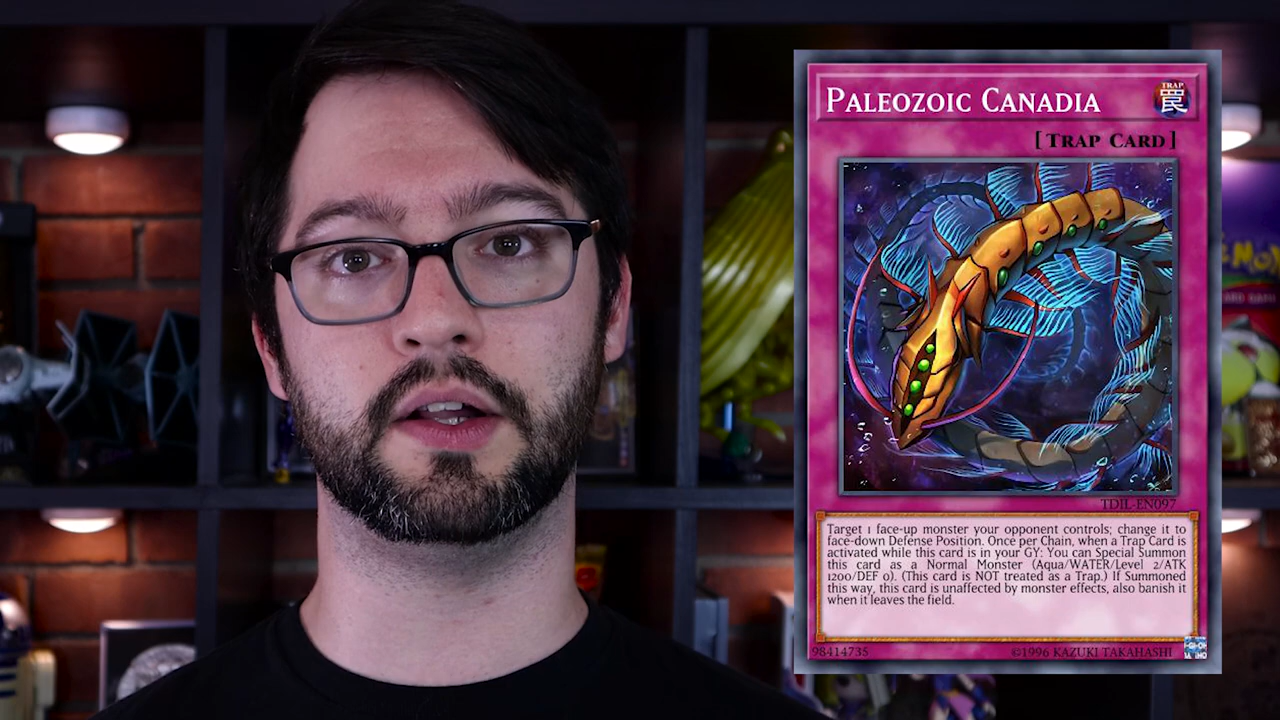 PALEOZOIC CANADIA
TRAP
罠
[TRAP CARD]
TDIL-EN097
Target 1 face-up monster your opponent controls; change it to
face-down Defense Position. Once per Chain, when a Trap Card is
activated while this card is in your GY: You can Special Summon
this card as a Normal Monster (Aqua/WATER/Level 2/ATK
1200/DEF 0). (This card is NOT treated as a Trap.) If Summoned
this way, this card is unaffected by monster effects, also banish it
when it leaves the field.
98414735
©1996 KAZUKI TAKAHASHI